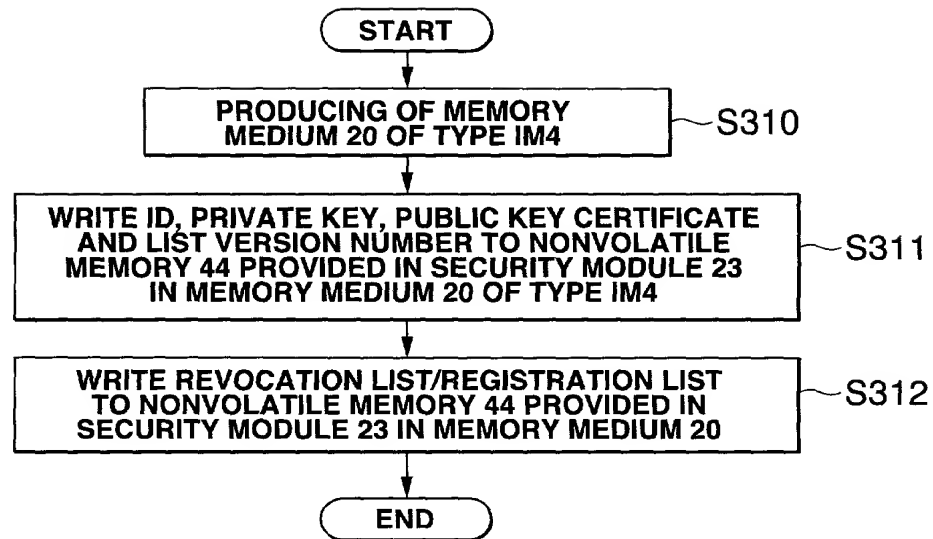 START
PRODUCING OF MEMORY
MEDIUM 20 OF TYPE IM4
S310
WRITE ID, PRIVATE KEY, PUBLIC KEY CERTIFICATE
AND LIST VERSION NUMBER TO NONVOLATILE
MEMORY 44 PROVIDED IN SECURITY MODULE 23
IN MEMORY MEDIUM 20 OF TYPE IM4
S311
WRITE REVOCATION LIST/REGISTRATION LIST
TO NONVOLATILE MEMORY 44 PROVIDED IN
SECURITY MODULE 23 IN MEMORY MEDIUM 20
S312
END